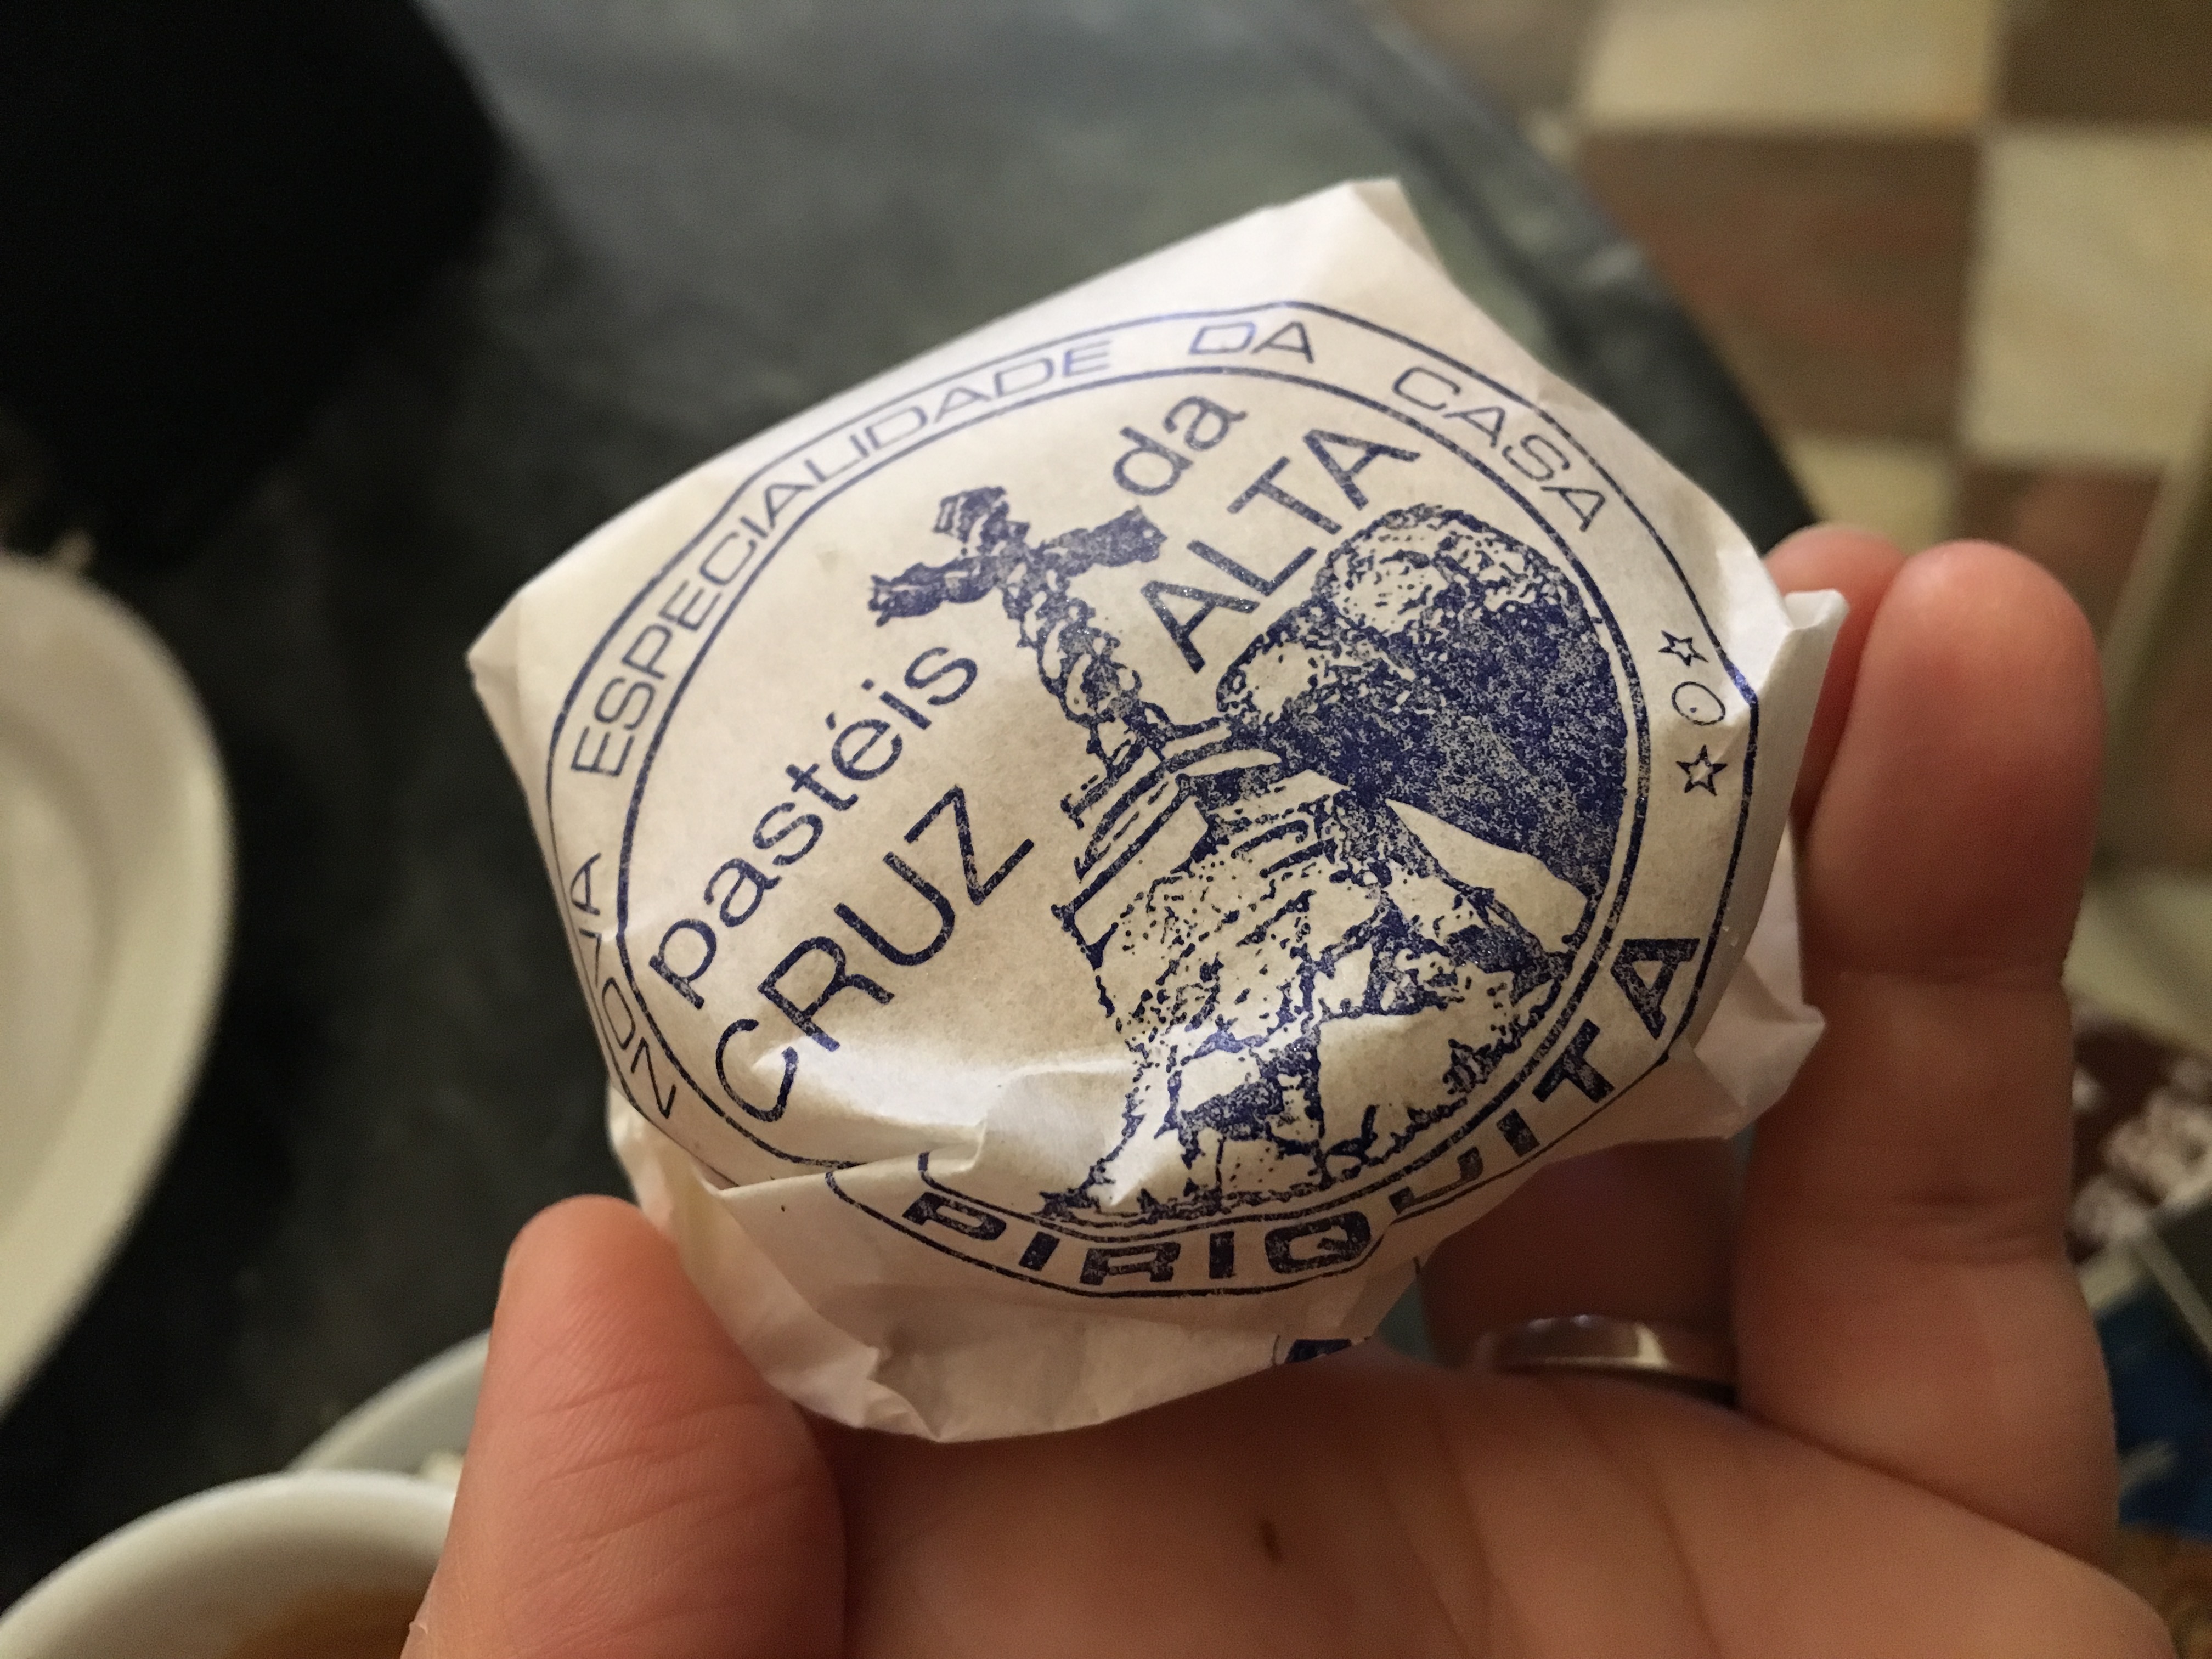 NOVA ESPECIALIDADE DA CASA
pastéis da
CRUZ ALTA
PIRIQUITA